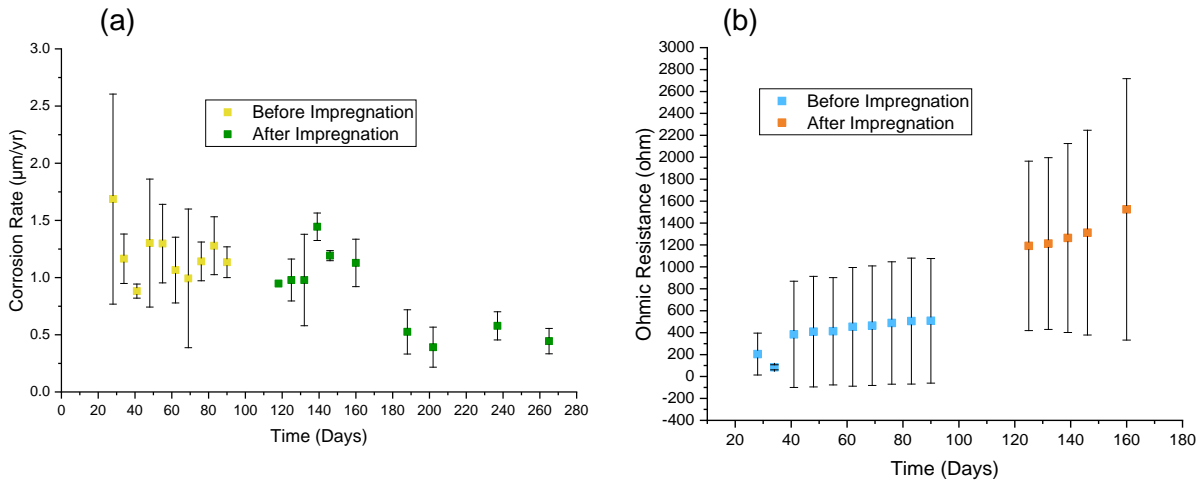 (a)
3.0
2.5
2.0
1.5
1.0
0.5
0.0
Corrosion Rate (μm/yr)
Before Impregnation
After Impregnation
0 20 40 60 80 100 120 140 160 180 200 220 240 260 280
Time (Days)
(b)
3000
2800
2600
2400
2200
2000
1800
1600
1400
1200
1000
800
600
400
200
0
-200
-400
Ohmic Resistance (ohm)
Before Impregnation
After Impregnation
20 40 60 80 100 120 140 160 180
Time (Days)